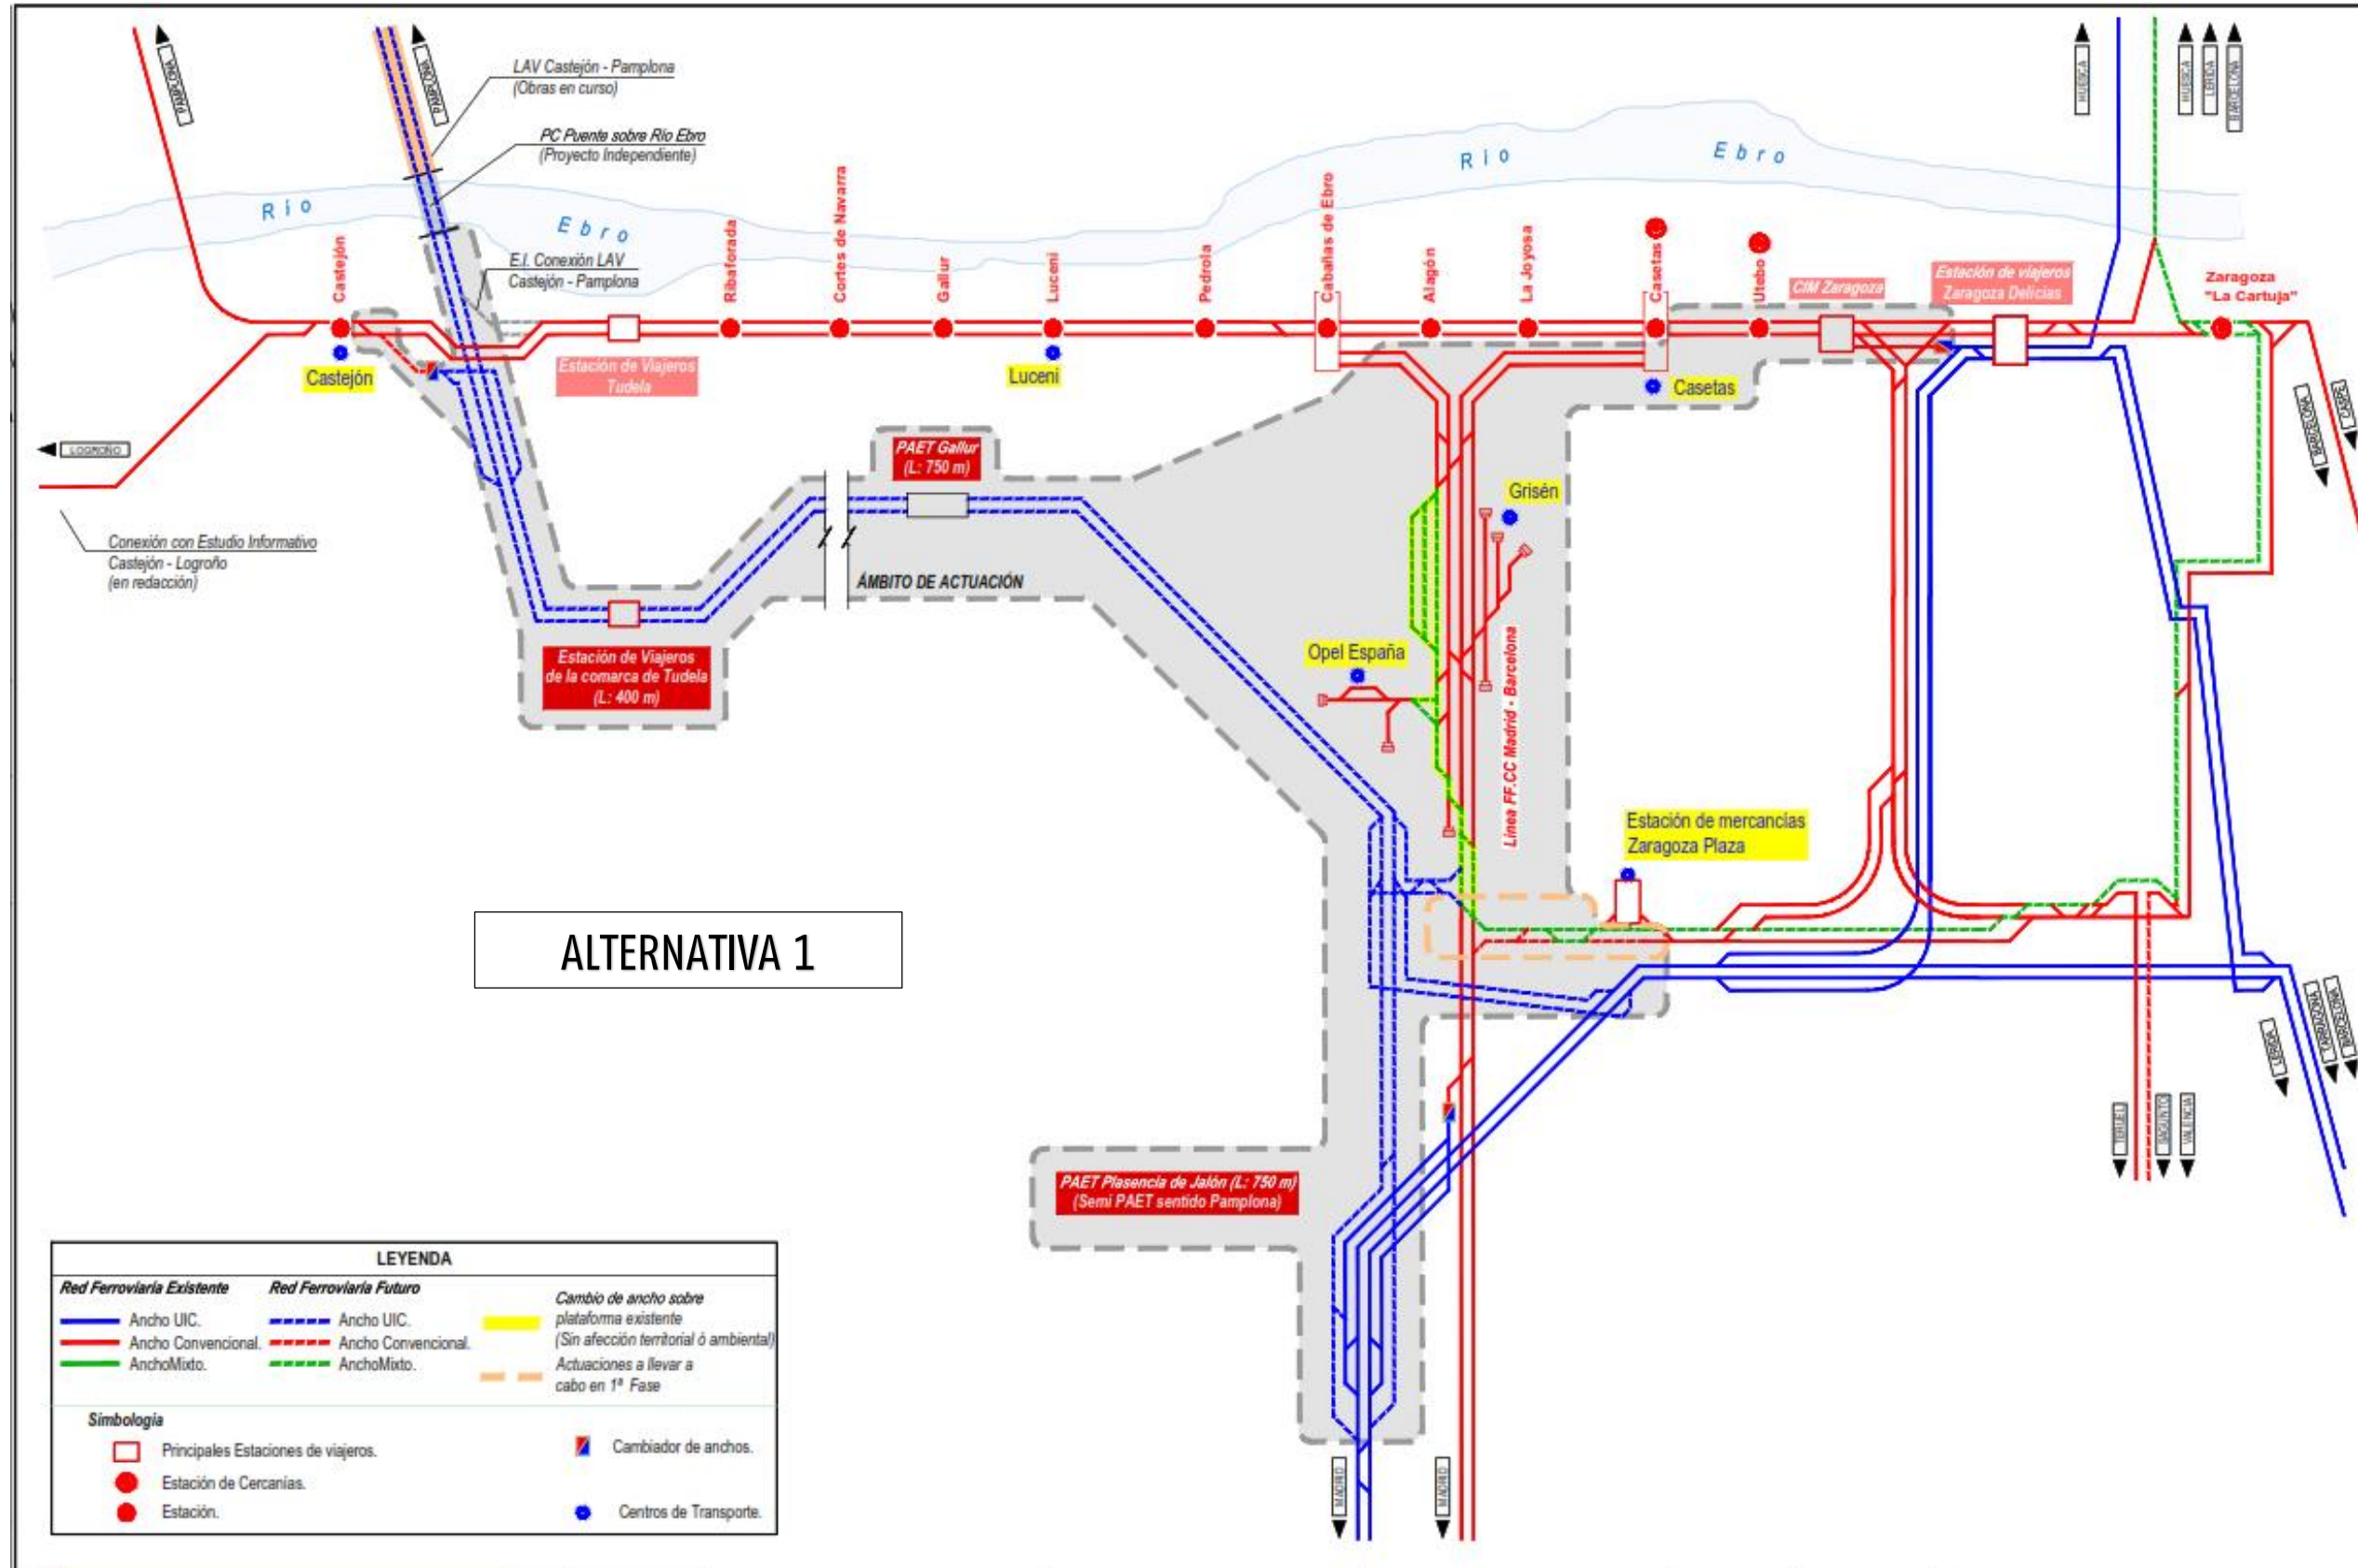 PAMPLONA
PAMPLONA
LAV Castejón - Pamplona
(Obras en curso)
PC Puente sobre Río Ebro
(Proyecto Independiente)
HUESCA
HUESCA
LERIDA
BARCELONA
Río
Ebro
Río
Ebro
E.I. Conexión LAV
Castejón - Pamplona
Castejón
Ribaforada
Cortes de Navarra
Gallur
Luceni
Pedrola
Cabañas de Ebro
Alagón
La Joyosa
Casetas
Utebo
CIM Zaragoza
Estación de viajeros
Zaragoza Delicias
Zaragoza
"La Cartuja"
Castejón
Estación de Viajeros
Tudela
Luceni
Casetas
BARCELONA
CASPE
LOGROÑO
PAET Gallur
(L: 750 m)
Grisén
Conexión con Estudio Informativo
Castejón - Logroño
(en redacción)
ÁMBITO DE ACTUACIÓN
Opel España
Estación de Viajeros
de la comarca de Tudela
(L: 400 m)
Línea FF.CC Madrid - Barcelona
Estación de mercancías
Zaragoza Plaza
ALTERNATIVA 1
LERIDA
TARRAGONA
BARCELONA
TERUEL
SAGUNTO
VALENCIA
PAET Plasencia de Jalón (L: 750 m)
(Semi PAET sentido Pamplona)
MADRID
MADRID
LEYENDA
Red Ferroviaria Existente
Red Ferroviaria Futuro
Ancho UIC.
Ancho UIC.
Ancho Convencional.
Ancho Convencional.
AnchoMixto.
AnchoMixto.
Cambio de ancho sobre
plataforma existente
(Sin afección territorial ó ambiental)
Actuaciones a llevar a
cabo en 1ª Fase
Simbología
Principales Estaciones de viajeros.
Cambiador de anchos.
Estación de Cercanías.
Estación.
Centros de Transporte.